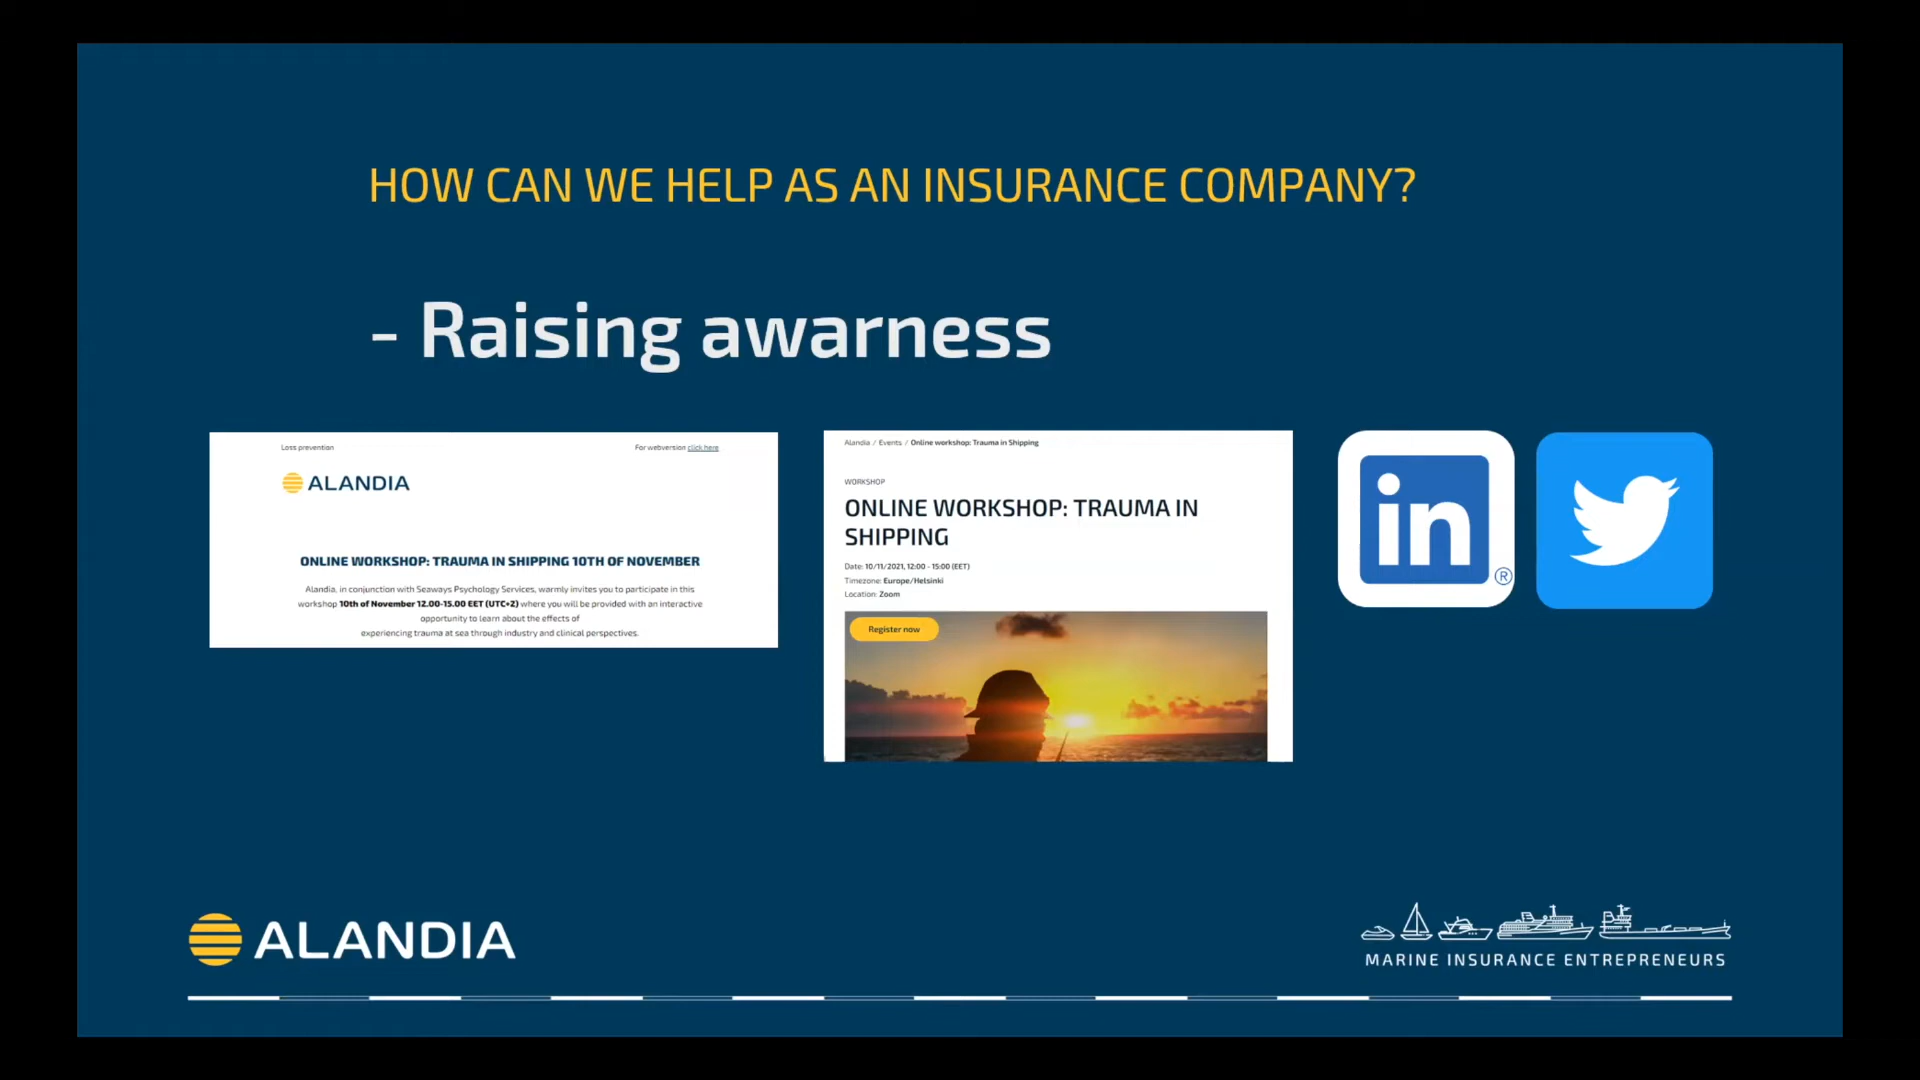 HOW CAN WE HELP AS AN INSURANCE COMPANY?
- Raising awarness
Loss prevention
For webversion click here
ALANDIA
ONLINE WORKSHOP: TRAUMA IN SHIPPING 10TH OF NOVEMBER
Alandia, in conjunction with Seaways Psychology Services, warmly invites you to participate in this
workshop 10th of November 12.00-15.00 EET (UTC+2) where you will be provided with an interactive
opportunity to learn about the effects of
experiencing trauma at sea through industry and clinical perspectives.
Alandia / Events / Online workshop: Trauma in Shipping
WORKSHOP
ONLINE WORKSHOP: TRAUMA IN
SHIPPING
Date: 10/11/2021, 12:00 - 15:00 (EET)
Timezone: Europe/Helsinki
Location: Zoom
Register now
in
®
ALANDIA
MARINE INSURANCE ENTREPRENEURS